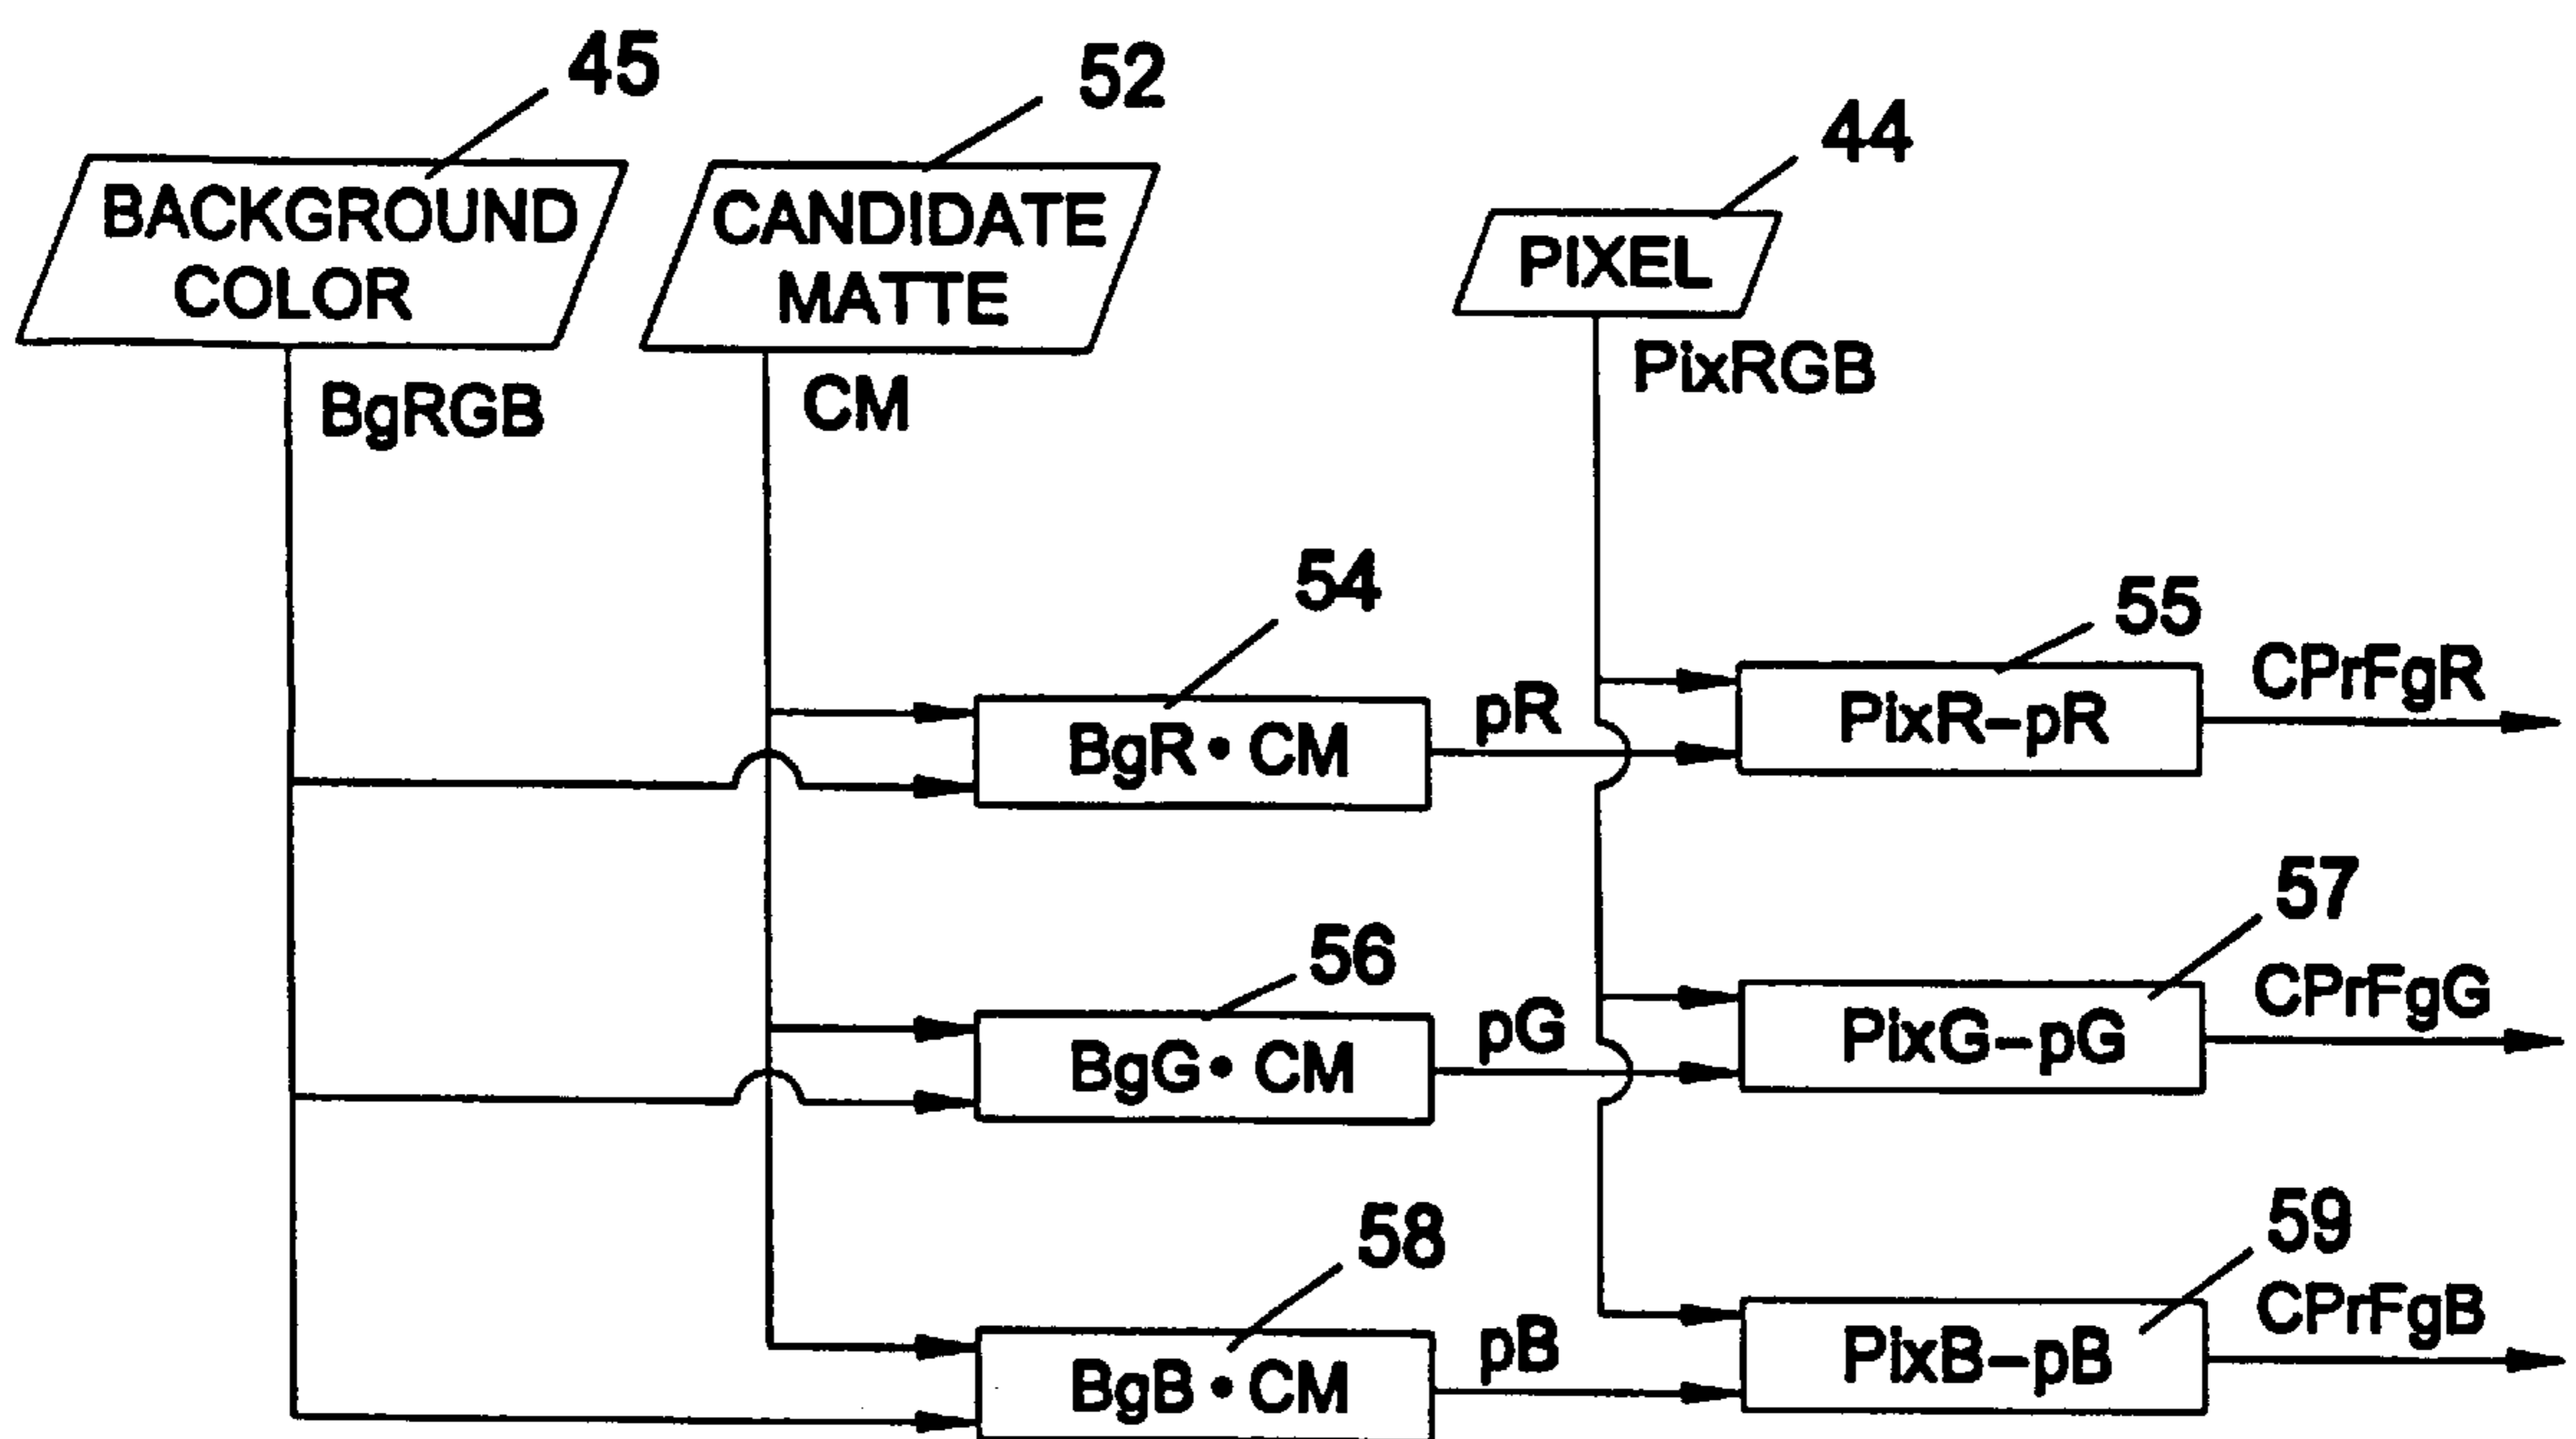 45
52
44
BACKGROUND
COLOR
CANDIDATE
MATTE
PIXEL
BgRGB
CM
PixRGB
54
55
BgR • CM
pR
PixR-pR
CPrFgR
56
57
BgG • CM
pG
PixG-pG
CPrFgG
58
59
BgB • CM
pB
PixB-pB
CPrFgB